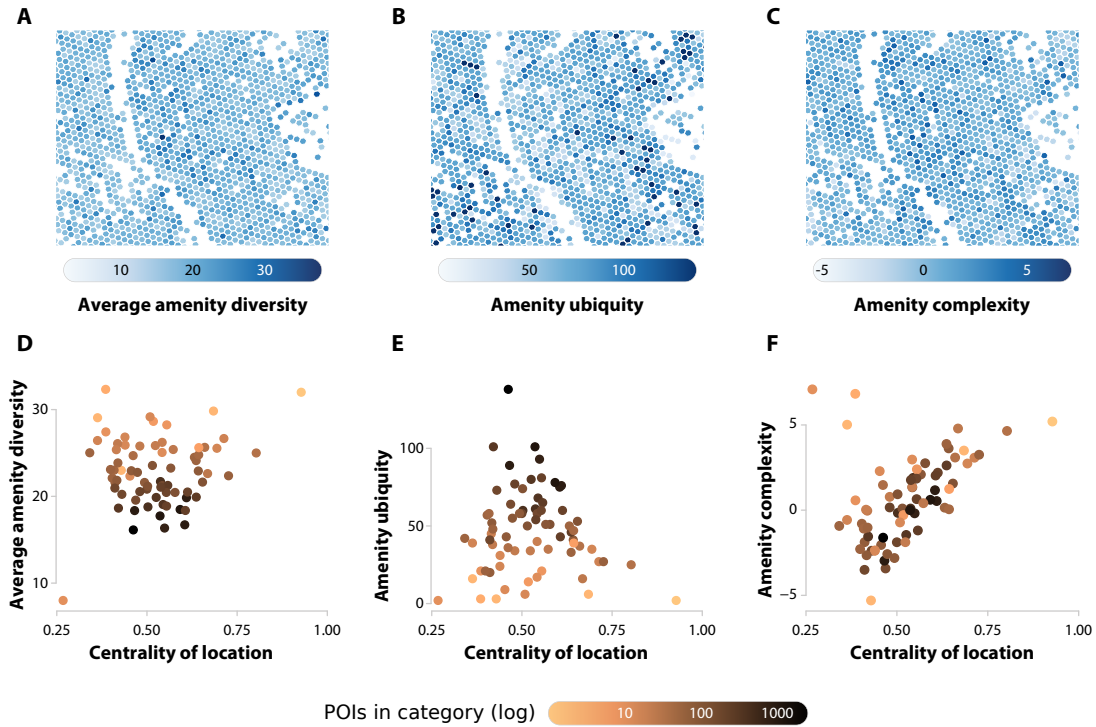 A
B
C
10 20 30
50 100
-5 0 5
Average amenity diversity
Amenity ubiquity
Amenity complexity
D
E
F
Average amenity diversity
30
20
10
0.25 0.50 0.75 1.00
Centrality of location
Amenity ubiquity
100
50
0
0.25 0.50 0.75 1.00
Centrality of location
Amenity complexity
5
0
−5
0.25 0.50 0.75 1.00
Centrality of location
POIs in category (log) 10 100 1000